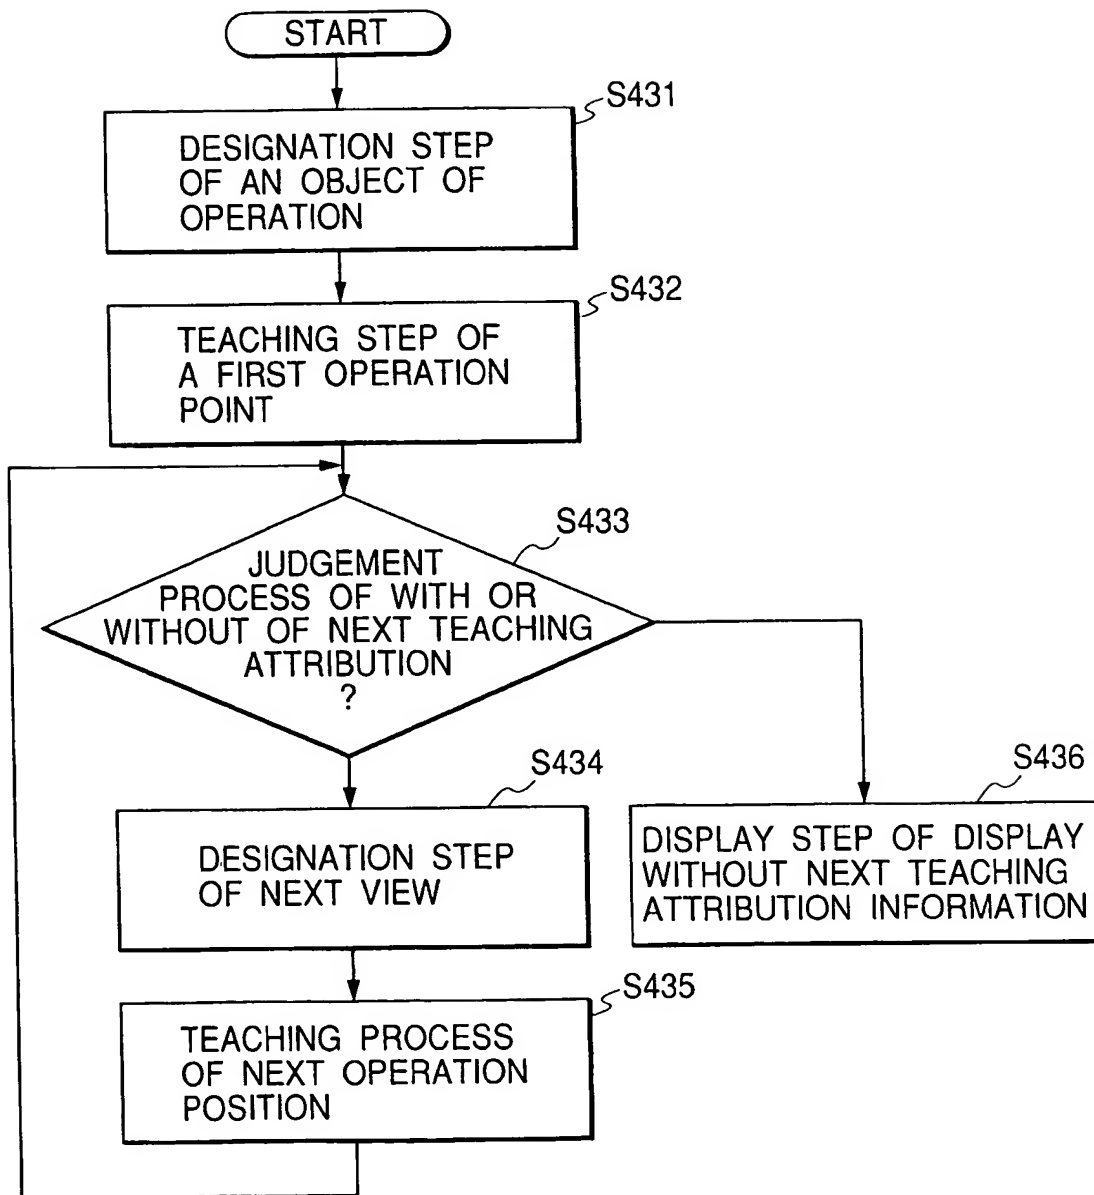 START
S431
DESIGNATION STEP
OF AN OBJECT OF
OPERATION
S432
TEACHING STEP OF
A FIRST OPERATION
POINT
S433
JUDGEMENT
PROCESS OF WITH OR
WITHOUT OF NEXT TEACHING
ATTRIBUTION
?
S434
DESIGNATION STEP
OF NEXT VIEW
S436
DISPLAY STEP OF DISPLAY
WITHOUT NEXT TEACHING
ATTRIBUTION INFORMATION
S435
TEACHING PROCESS
OF NEXT OPERATION
POSITION